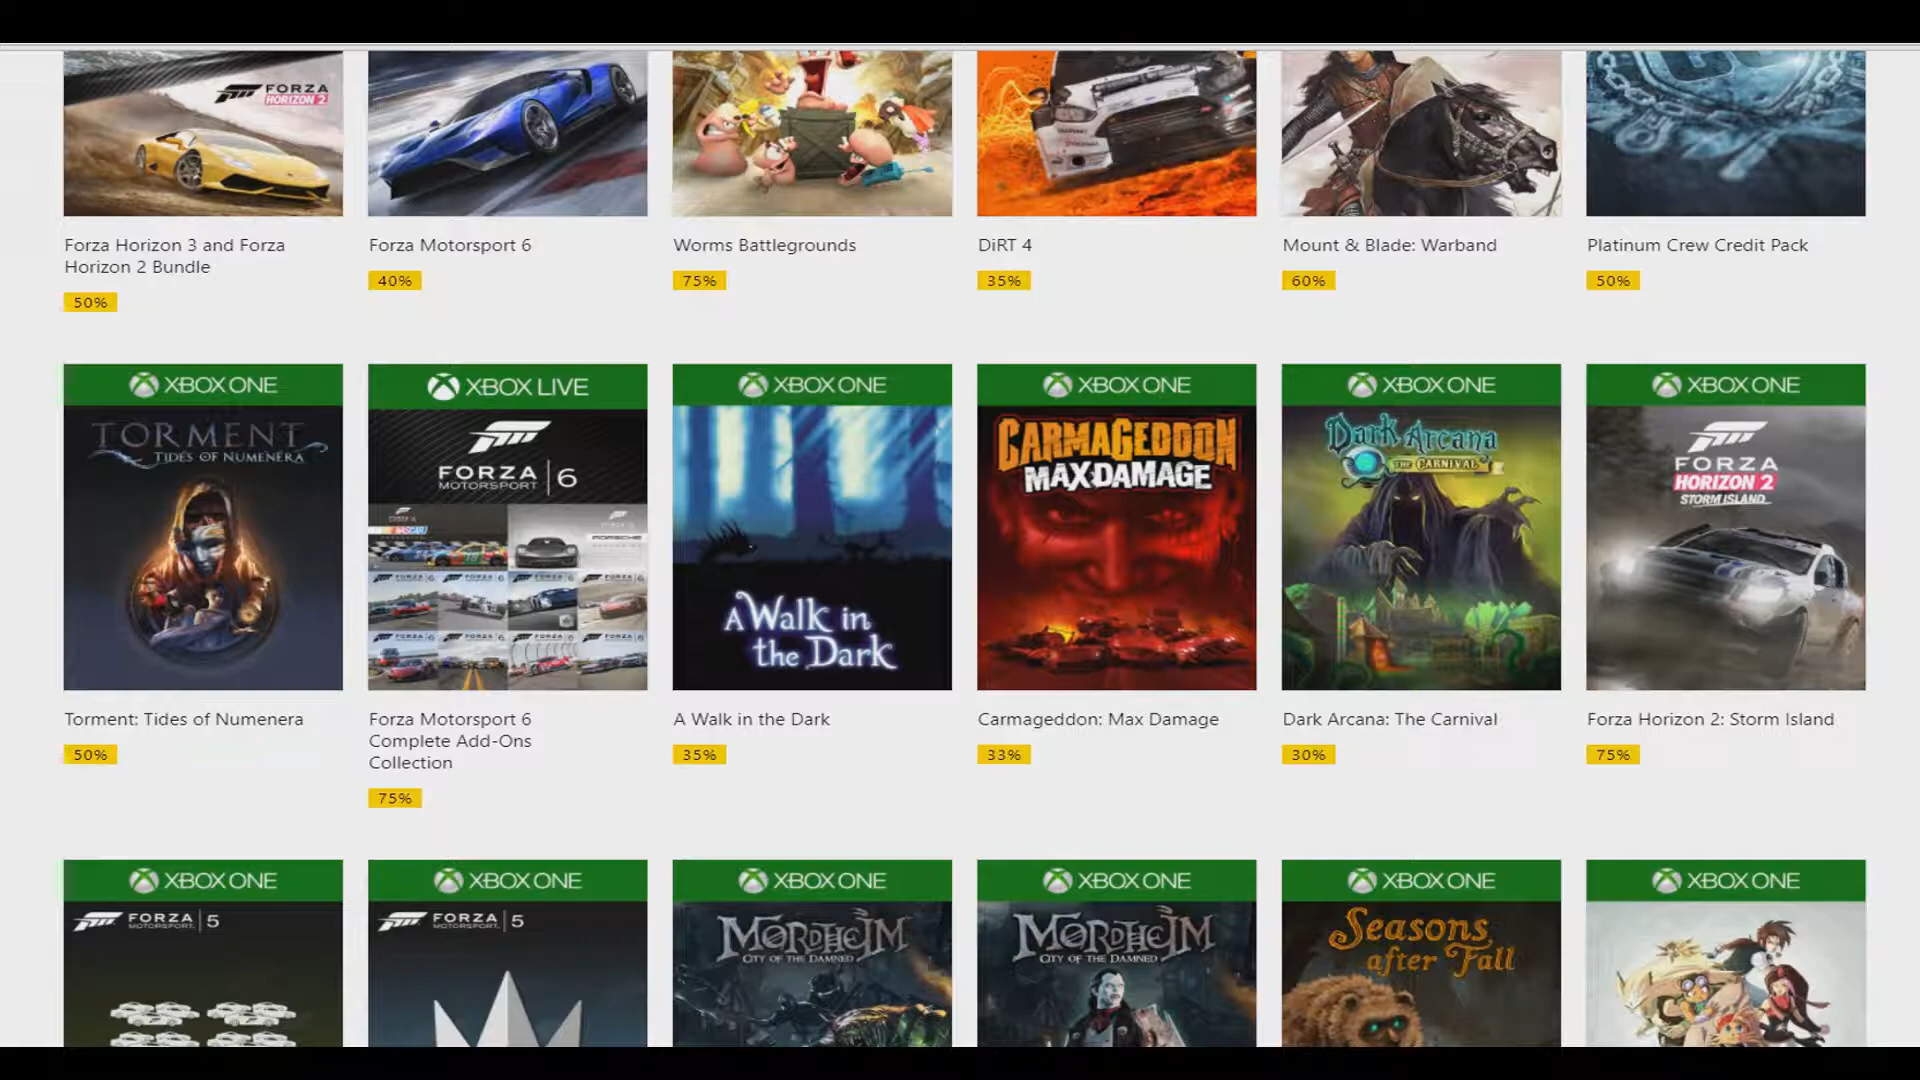 FORZA
HORIZON 2
Forza Horizon 3 and Forza
Horizon 2 Bundle
50%
Forza Motorsport 6
40%
Worms Battlegrounds
75%
DiRT 4
35%
Mount & Blade: Warband
60%
Platinum Crew Credit Pack
50%
XBOX ONE
TORMENT
TIDES OF NUMENERA
Torment: Tides of Numenera
50%
XBOX LIVE
FORZA
MOTORSPORT 6
Forza Motorsport 6
Complete Add-Ons
Collection
75%
XBOX ONE
A Walk in
the Dark
A Walk in the Dark
35%
XBOX ONE
CARMAGEDDON
MAX DAMAGE
Carmageddon: Max Damage
33%
XBOX ONE
Dark Arcana
THE CARNIVAL
Dark Arcana: The Carnival
30%
XBOX ONE
FORZA
HORIZON 2
STORM ISLAND
Forza Horizon 2: Storm Island
75%
XBOX ONE
FORZA
MOTORSPORT. 5
XBOX ONE
FORZA
MOTORSPORT. 5
XBOX ONE
MORDHEIM
CITY OF THE DAMNED
XBOX ONE
MORDHEIM
CITY OF THE DAMNED
XBOX ONE
Seasons
after Fall
XBOX ONE